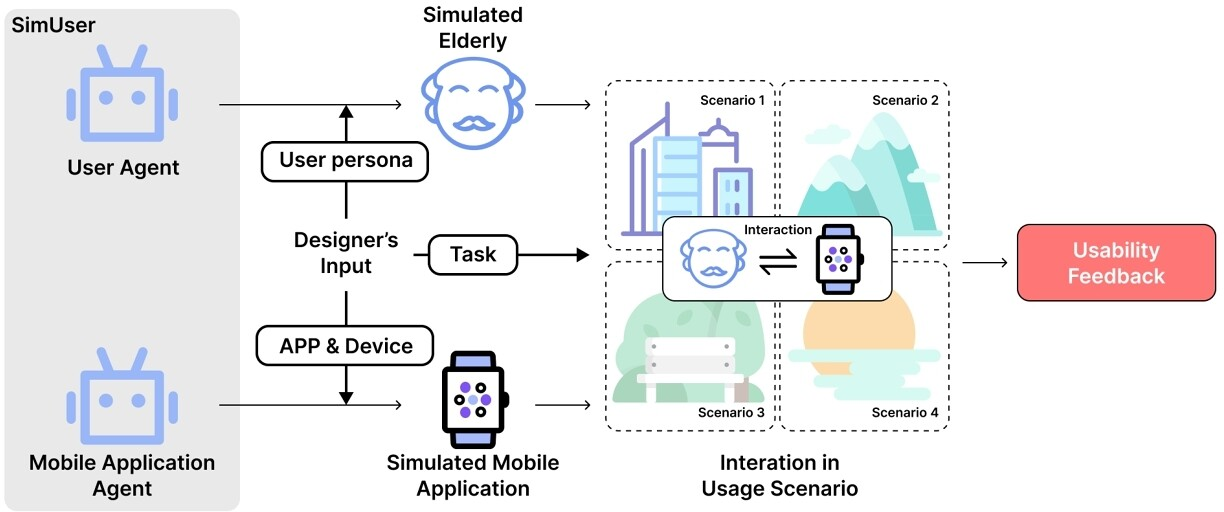 SimUser
User Agent
Mobile Application
Agent
Simulated
Elderly
User persona
Designer's
Input
Task
APP & Device
Simulated Mobile
Application
Scenario 1
Scenario 2
Interaction
Scenario 3
Scenario 4
Interation in
Usage Scenario
Usability
Feedback